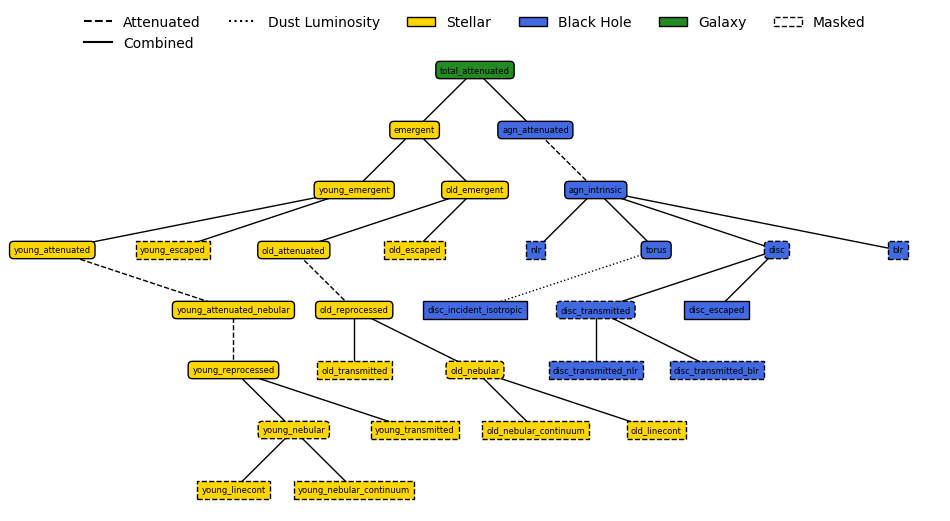 Attenuated Dust Luminosity Stellar Black Hole Galaxy Masked
Combined
total_attenuated
emergent agn_attenuated
young_emergent old_emergent agn_intrinsic
young_attenuated young_escaped old_attenuated old_escaped nlr torus disc blr
young_attenuated_nebular old_reprocessed disc_incident_isotropic disc_transmitted disc_escaped
young_reprocessed old_transmitted old_nebular disc_transmitted_nlr disc_transmitted_blr
young_nebular young_transmitted old_nebular_continuum old_linecont
young_linecont young_nebular_continuum